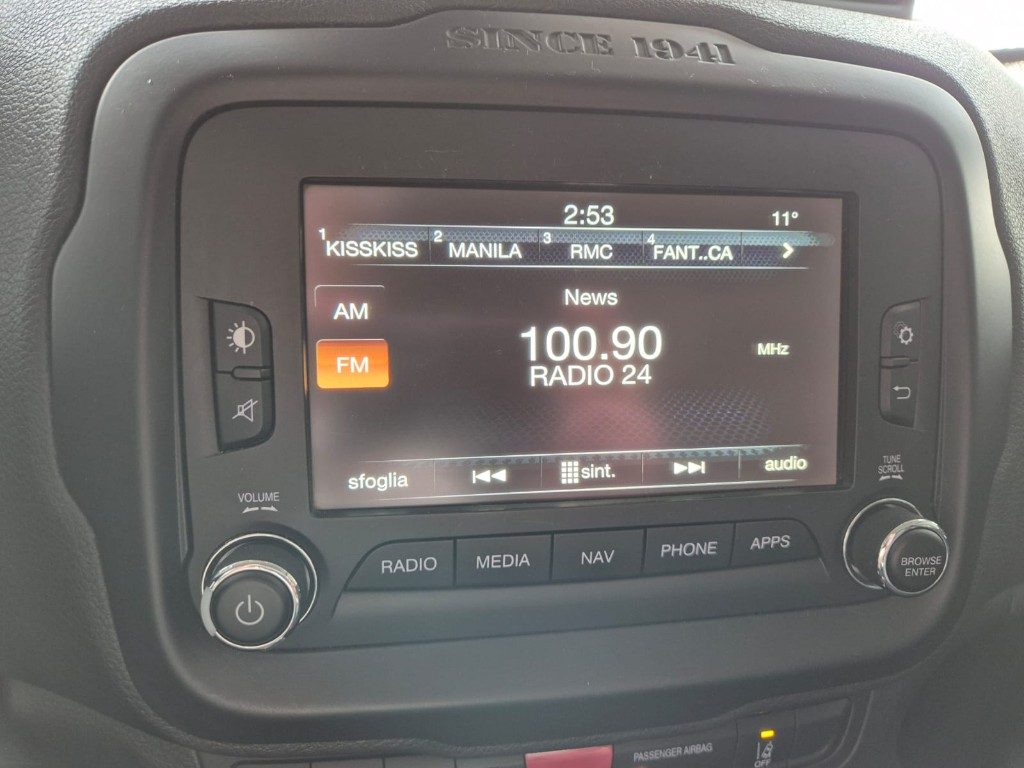 SINCE 1941
2:53
11°
1 KISSKISS 2 MANILA 3 RMC 4 FANT..CA >
AM
News
100.90
MHz
FM
RADIO 24
sfoglia sint. audio
VOLUME
TUNE
SCROLL
RADIO MEDIA NAV PHONE APPS
BROWSE
ENTER
PASSENGER AIRBAG
OFF